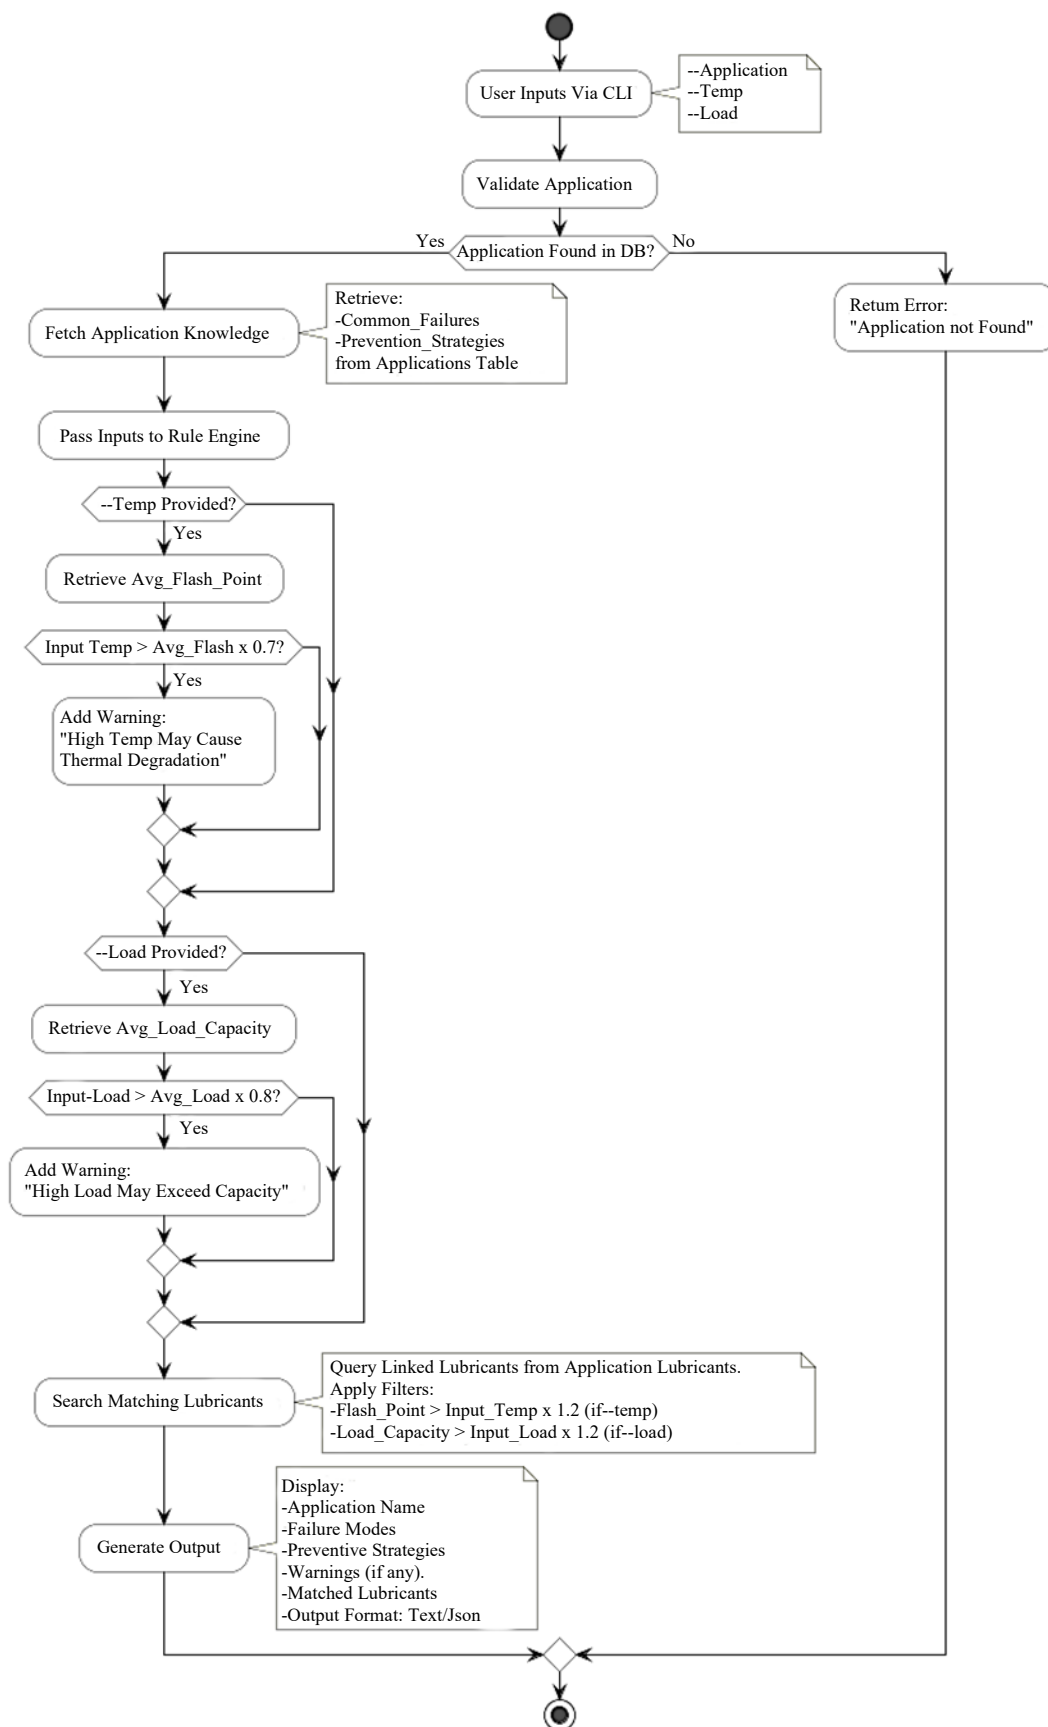 User Inputs Via CLI
--Application
--Temp
--Load
Validate Application
Yes
Application Found in DB?
No
Fetch Application Knowledge
Retrieve:
-Common_Failures
-Prevention_Strategies
from Applications Table
Retum Error:
"Application not Found"
Pass Inputs to Rule Engine
--Temp Provided?
Yes
Retrieve Avg_Flash_Point
Input Temp > Avg_Flash x 0.7?
Yes
Add Warning:
"High Temp May Cause
Thermal Degradation"
--Load Provided?
Yes
Retrieve Avg_Load_Capacity
Input-Load > Avg_Load x 0.8?
Yes
Add Warning:
"High Load May Exceed Capacity"
Search Matching Lubricants
Query Linked Lubricants from Application Lubricants.
Apply Filters:
-Flash_Point > Input_Temp x 1.2 (if--temp)
-Load_Capacity > Input_Load x 1.2 (if--load)
Generate Output
Display:
-Application Name
-Failure Modes
-Preventive Strategies
-Warnings (if any).
-Matched Lubricants
-Output Format: Text/Json